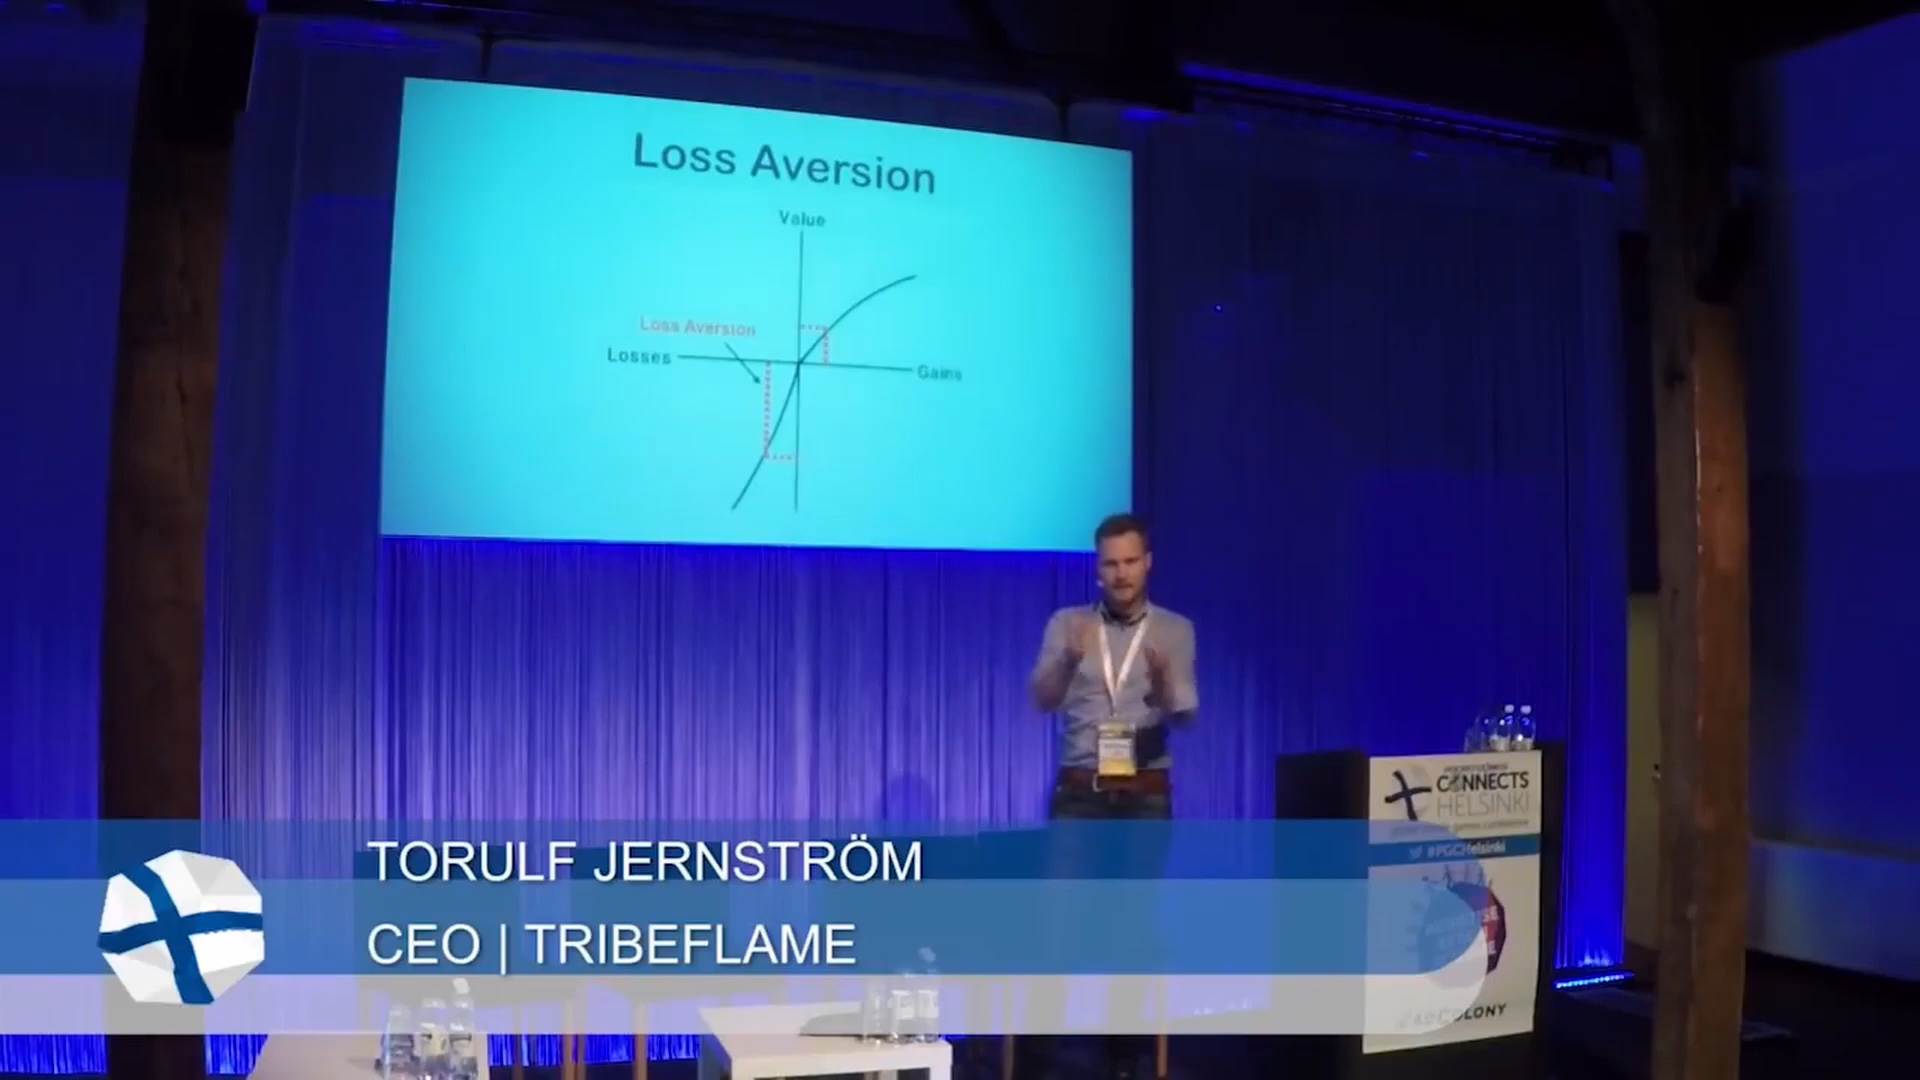 Loss Aversion
Value
Loss Aversion
Losses
Gains
CONNECTS
HELSINKI
#PGCHelsinki
TORULF JERNSTRÖM
CEO | TRIBEFLAME